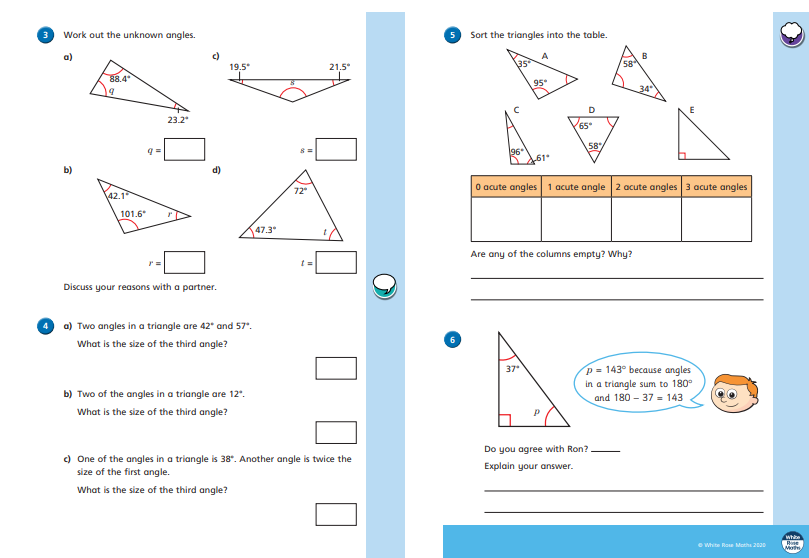 3 Work out the unknown angles.
a)
88.4°
q
23.2°
q =
c)
19.5°
21.5°
s
s =
b)
42.1°
101.6°
r
r =
d)
72°
47.3°
t
t =
Discuss your reasons with a partner.
4 a) Two angles in a triangle are 42° and 57°.
What is the size of the third angle?
b) Two of the angles in a triangle are 12°.
What is the size of the third angle?
c) One of the angles in a triangle is 38°. Another angle is twice the
size of the first angle.
What is the size of the third angle?
5 Sort the triangles into the table.
A
35°
95°
B
58°
34°
C
96°
61°
D
65°
58°
E
0 acute angles 1 acute angle 2 acute angles 3 acute angles
Are any of the columns empty? Why?
6
37°
p
p = 143° because angles
in a triangle sum to 180°
and 180 – 37 = 143
Do you agree with Ron?
Explain your answer.
© White Rose Maths 2020
White
Rose
Maths